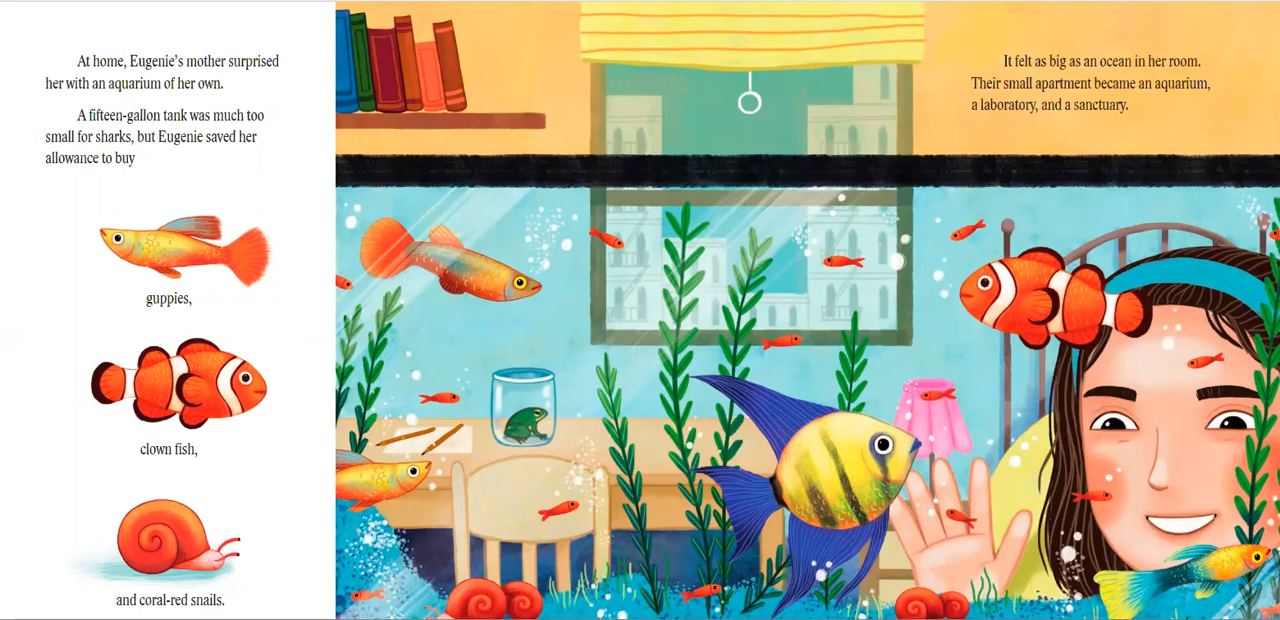 At home, Eugenie’s mother surprised
her with an aquarium of her own.
A fifteen-gallon tank was much too
small for sharks, but Eugenie saved her
allowance to buy
guppies,
clown fish,
and coral-red snails.
It felt as big as an ocean in her room.
Their small apartment became an aquarium,
a laboratory, and a sanctuary.